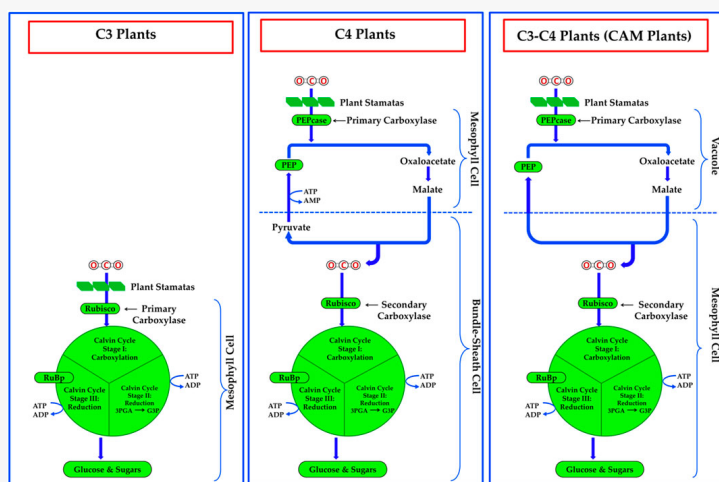 C3 Plants
O C O
Plant Stamatas
Rubisco
Primary
Carboxylase
Calvin Cycle
Stage I:
Carboxylation
RuBp
Calvin Cycle
Stage III:
Reduction
Calvin Cycle
Stage II:
Reduction
3PGA → G3P
ATP
ADP
ATP
ADP
Glucose & Sugars
Mesophyll Cell
C4 Plants
O C O
Plant Stamatas
PEPcase
Primary Carboxylase
PEP
Oxaloacetate
Malate
ATP
AMP
Pyruvate
Mesophyll Cell
O C O
Rubisco
Secondary
Carboxylase
Calvin Cycle
Stage I:
Carboxylation
RuBp
Calvin Cycle
Stage III:
Reduction
Calvin Cycle
Stage II:
Reduction
3PGA → G3P
ATP
ADP
ATP
ADP
Glucose & Sugars
Bundle-Sheath Cell
C3-C4 Plants (CAM Plants)
O C O
Plant Stamatas
PEPcase
Primary Carboxylase
PEP
Oxaloacetate
Malate
Vacuole
O C O
Rubisco
Secondary
Carboxylase
Calvin Cycle
Stage I:
Carboxylation
RuBp
Calvin Cycle
Stage III:
Reduction
Calvin Cycle
Stage II:
Reduction
3PGA → G3P
ATP
ADP
ATP
ADP
Glucose & Sugars
Mesophyll Cell